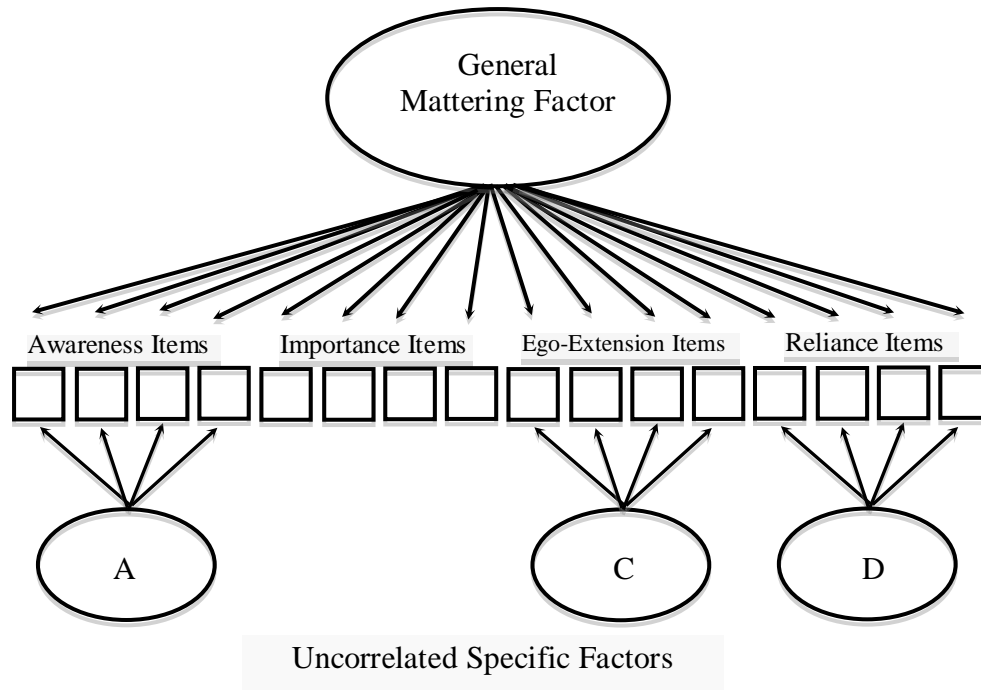 General
Mattering Factor
Awareness Items
Importance Items
Ego-Extension Items
Reliance Items
A
C
D
Uncorrelated Specific Factors